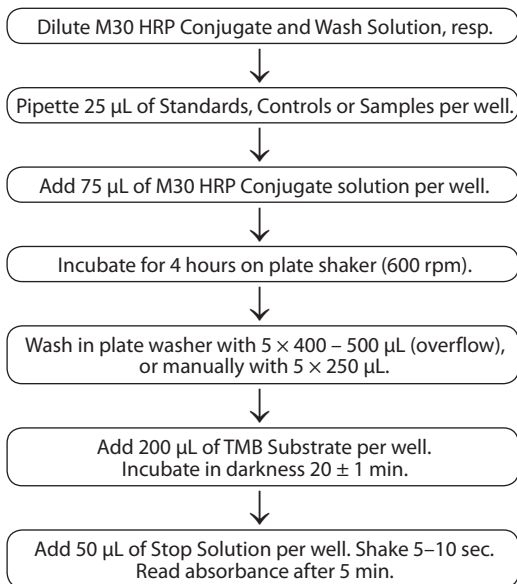 Dilute M30 HRP Conjugate and Wash Solution, resp.
Pipette 25 µL of Standards, Controls or Samples per well.
Add 75 µL of M30 HRP Conjugate solution per well.
Incubate for 4 hours on plate shaker (600 rpm).
Wash in plate washer with 5 × 400 – 500 µL (overflow),
or manually with 5 × 250 µL.
Add 200 µL of TMB Substrate per well.
Incubate in darkness 20 ± 1 min.
Add 50 µL of Stop Solution per well. Shake 5–10 sec.
Read absorbance after 5 min.